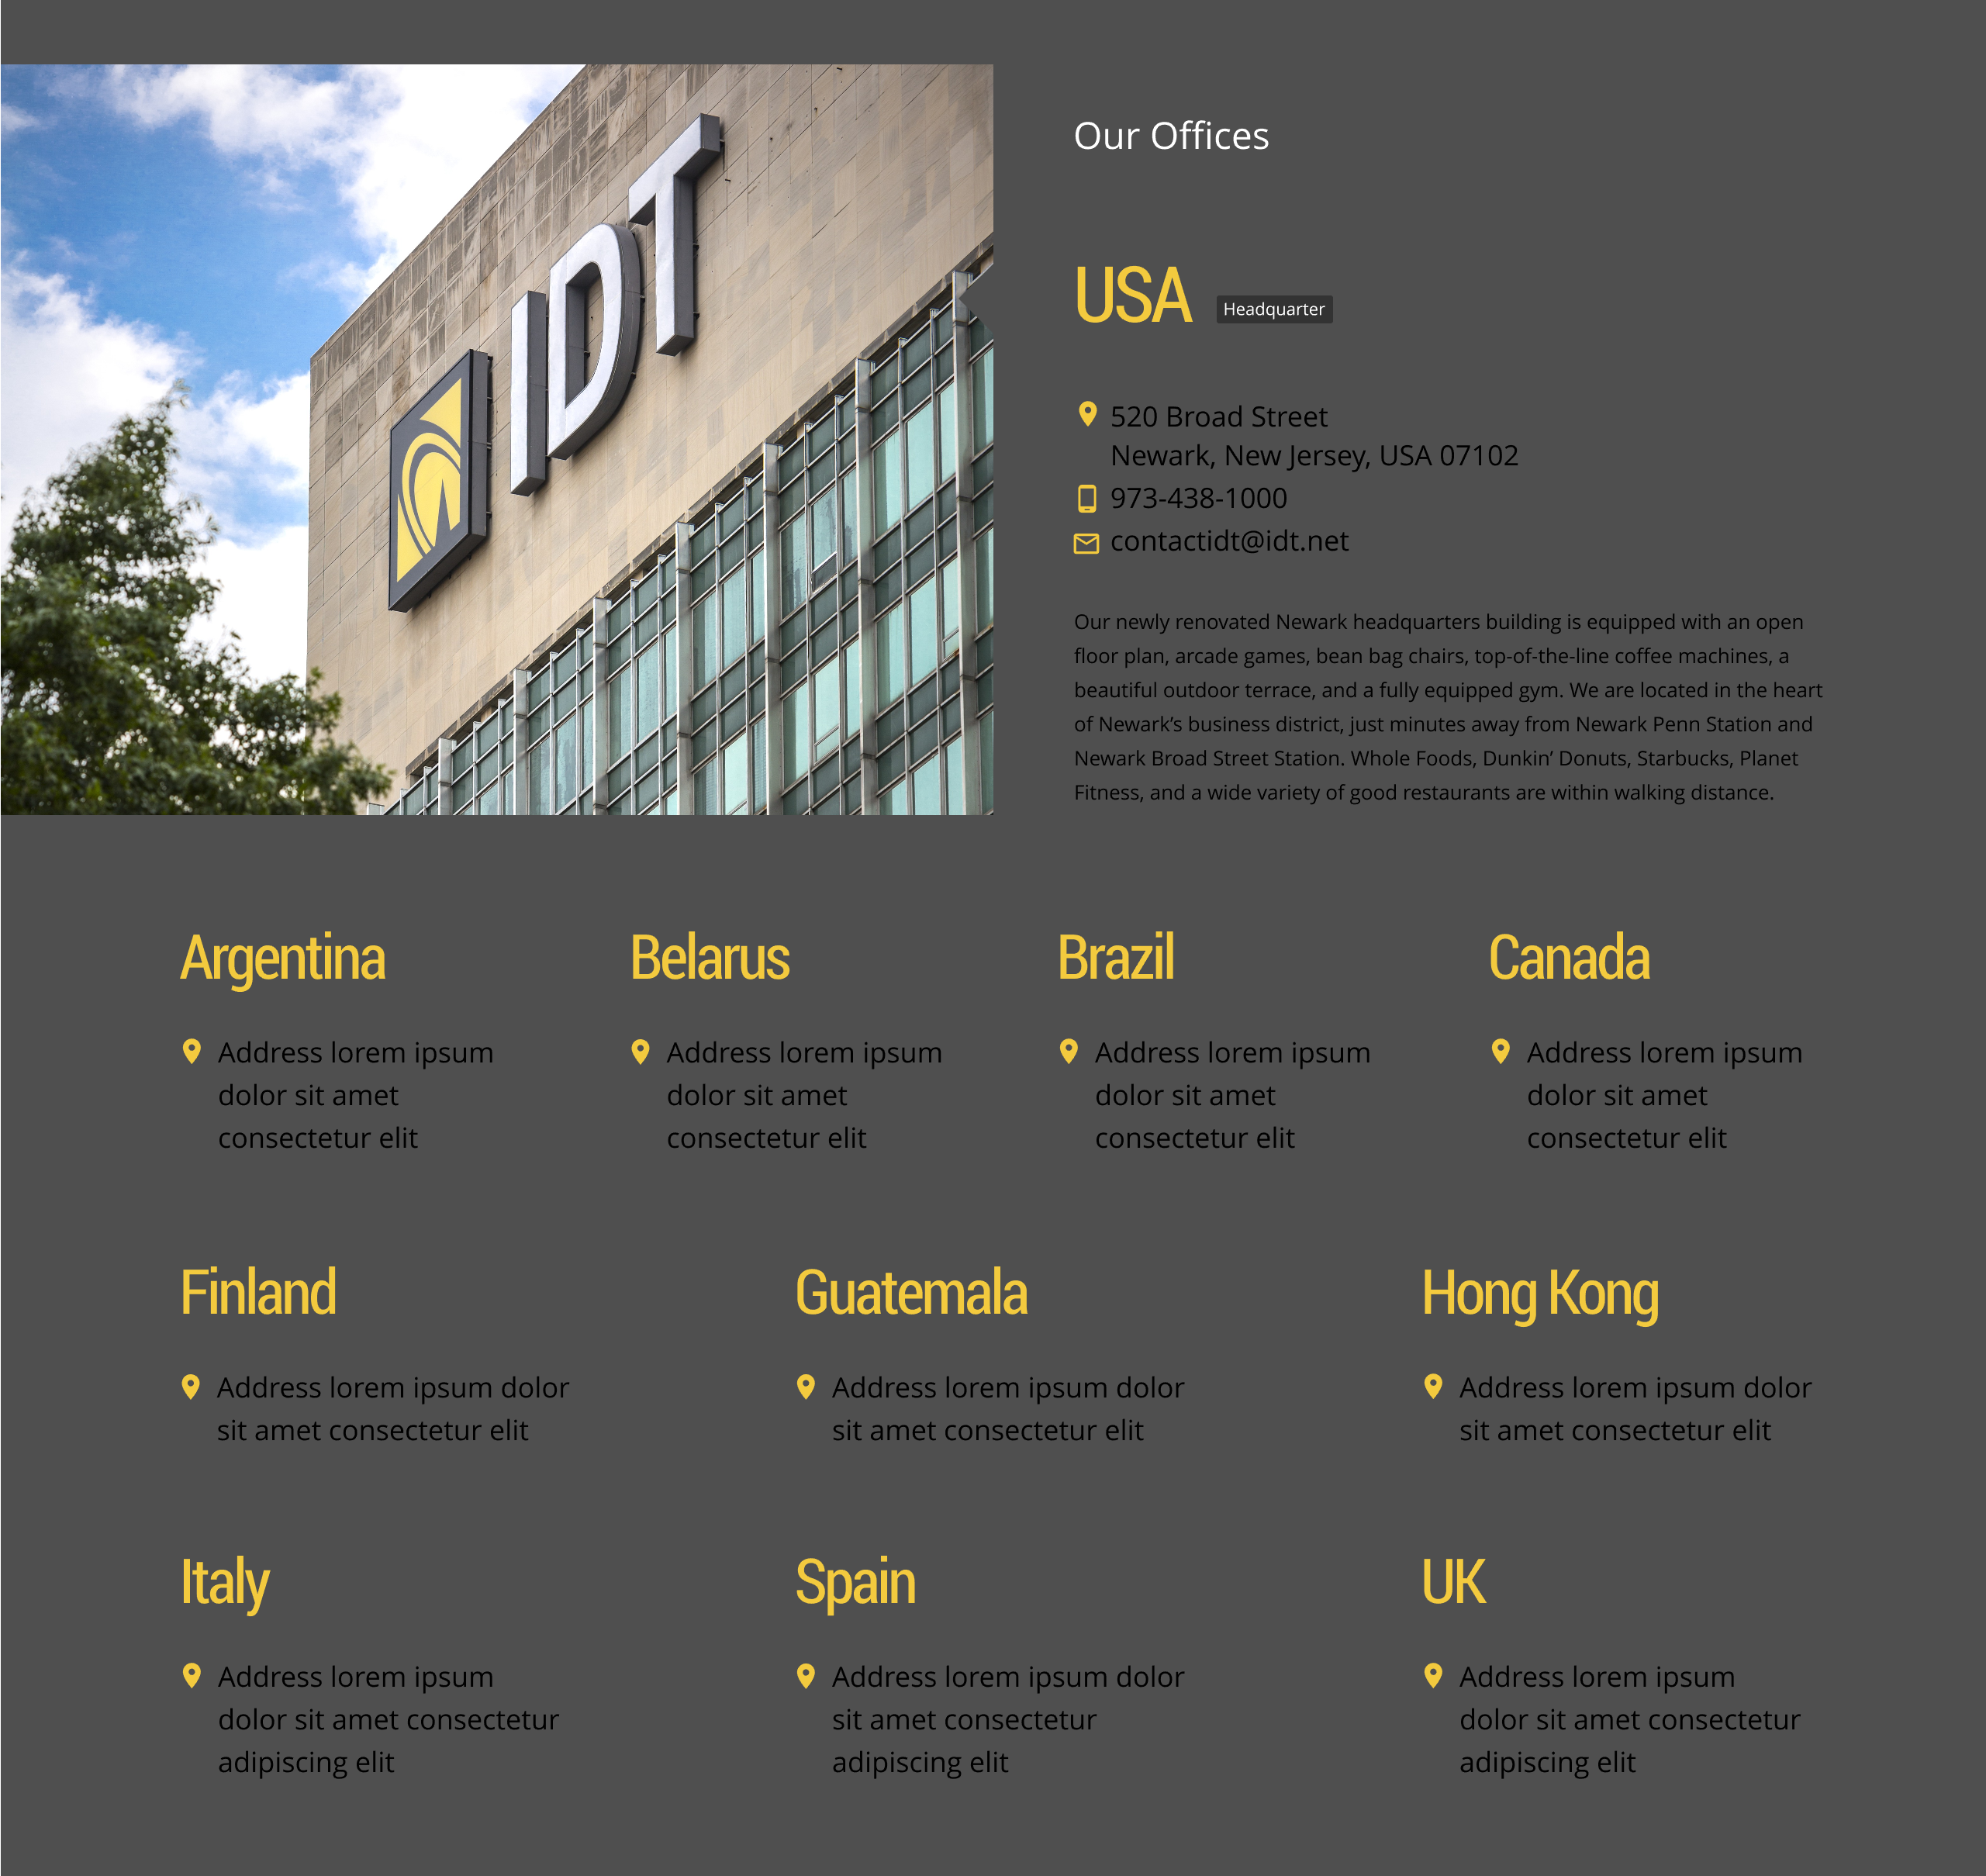 IDT
Our Offices
USA
Headquarter
520 Broad Street
Newark, New Jersey, USA 07102
973-438-1000
contactidt@idt.net
Our newly renovated Newark headquarters building is equipped with an open
floor plan, arcade games, bean bag chairs, top-of-the-line coffee machines, a
beautiful outdoor terrace, and a fully equipped gym. We are located in the heart
of Newark’s business district, just minutes away from Newark Penn Station and
Newark Broad Street Station. Whole Foods, Dunkin’ Donuts, Starbucks, Planet
Fitness, and a wide variety of good restaurants are within walking distance.
Argentina
Address lorem ipsum
dolor sit amet
consectetur elit
Belarus
Address lorem ipsum
dolor sit amet
consectetur elit
Brazil
Address lorem ipsum
dolor sit amet
consectetur elit
Canada
Address lorem ipsum
dolor sit amet
consectetur elit
Finland
Address lorem ipsum dolor
sit amet consectetur elit
Guatemala
Address lorem ipsum dolor
sit amet consectetur elit
Hong Kong
Address lorem ipsum dolor
sit amet consectetur elit
Italy
Address lorem ipsum
dolor sit amet consectetur
adipiscing elit
Spain
Address lorem ipsum dolor
sit amet consectetur
adipiscing elit
UK
Address lorem ipsum
dolor sit amet consectetur
adipiscing elit